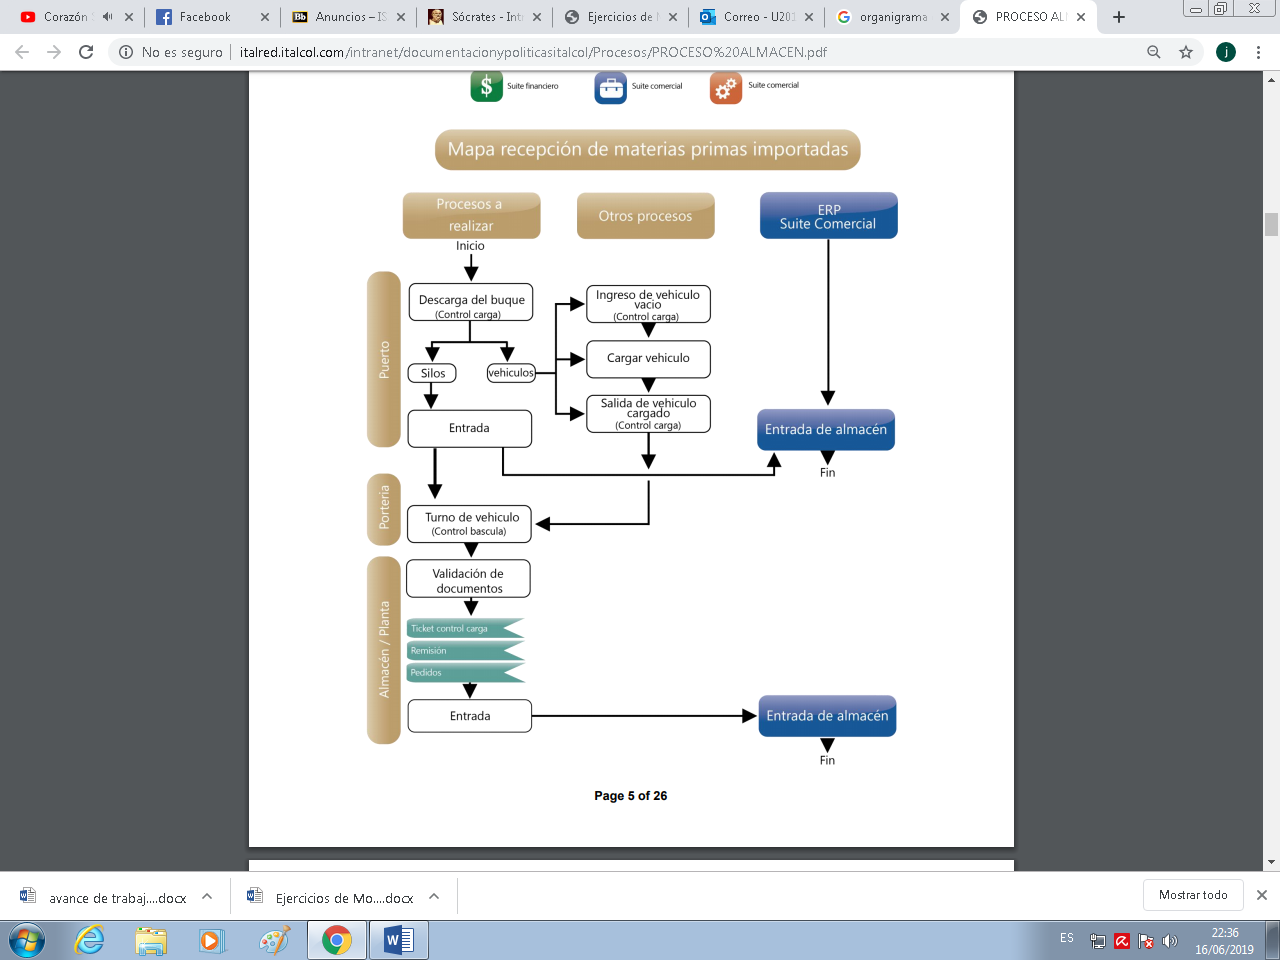 Corazón
Facebook
Anuncios – IS
Sócrates - Int
Ejercicios de M
Correo - U201
organigrama
PROCESO AL
No es seguro | italred.italcol.com/intranet/documentacionypoliticasitalcol/Procesos/PROCESO%20ALMACEN.pdf
j
Suite financiero
Suite comercial
Suite comercial
Mapa recepción de materias primas importadas
Procesos a
realizar
Otros procesos
ERP
Suite Comercial
Inicio
Puerto
Descarga del buque
(Control carga)
Silos
vehiculos
Entrada
Ingreso de vehiculo
vacio
(Control carga)
Cargar vehiculo
Salida de vehiculo
cargado
(Control carga)
Entrada de almacén
Fin
Porteria
Turno de vehiculo
(Control bascula)
Almacén / Planta
Validación de
documentos
Ticket control carga
Remisión
Pedidos
Entrada
Entrada de almacén
Fin
Page 5 of 26
avance de trabaj....docx
Ejercicios de Mo....docx
Mostrar todo
ES
22:36
16/06/2019